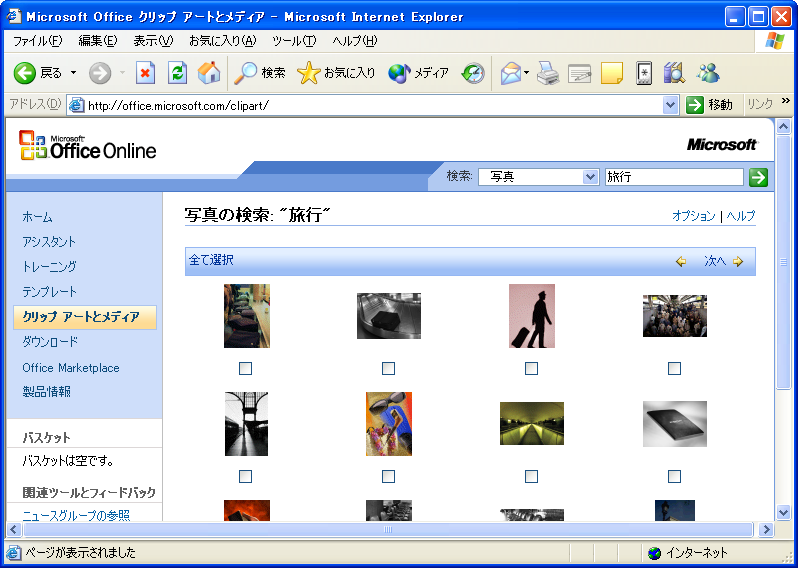 Microsoft Office クリップ アートとメディア - Microsoft Internet Explorer
ファイル(F) 編集(E) 表示(V) お気に入り(A) ツール(T) ヘルプ(H)
戻る 検索 お気に入り メディア
アドレス(D) http://office.microsoft.com/clipart/ 移動 リンク »
Microsoft
Office Online
Microsoft
検索: 写真 旅行
ホーム
アシスタント
トレーニング
テンプレート
クリップ アートとメディア
ダウンロード
Office Marketplace
製品情報
バスケット
バスケットは空です。
関連ツールとフィードバック
ニュースグループの参照
写真の検索: "旅行"
オプション | ヘルプ
全て選択 次へ
ページが表示されました インターネット